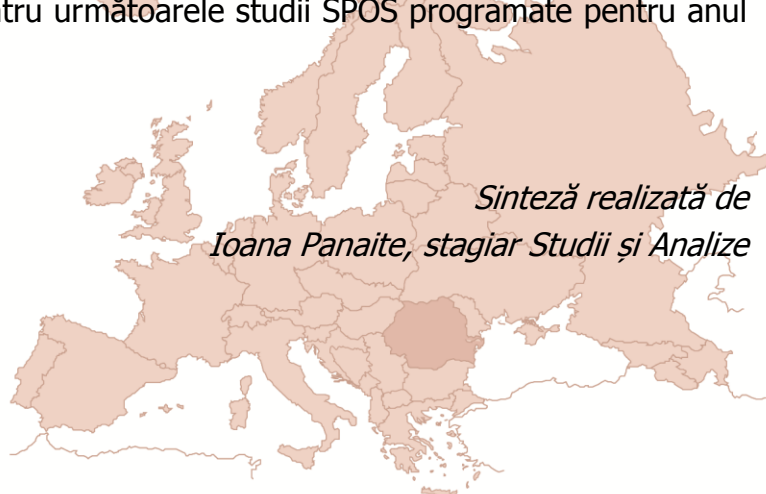 tru următoarele studii SPOS programate pentru anul
Sinteză realizată de
Ioana Panaite, stagiar Studii și Analize